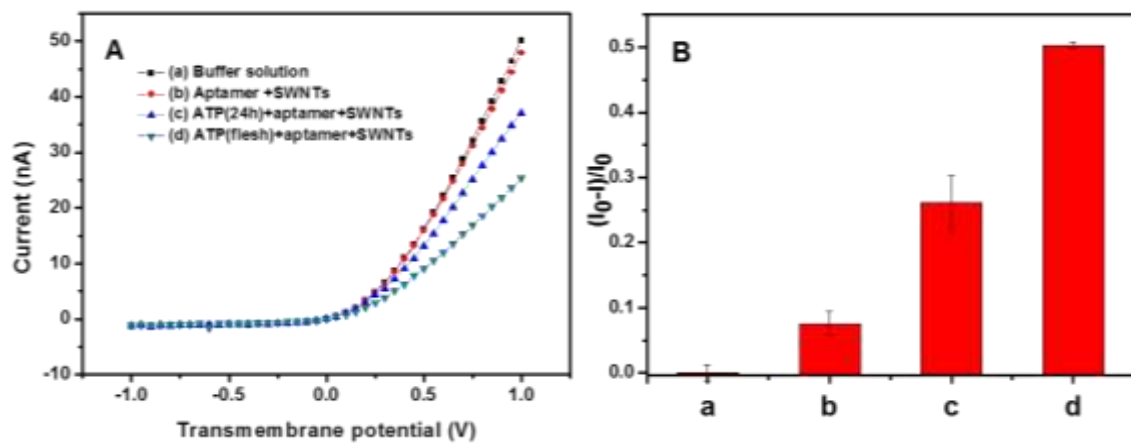 A
(a) Buffer solution
(b) Aptamer +SWNTs
(c) ATP(24h)+aptamer+SWNTs
(d) ATP(flesh)+aptamer+SWNTs
50
40
30
20
10
0
-10
Current (nA)
-1.0 -0.5 0.0 0.5 1.0
Transmembrane potential (V)
B
0.5
0.4
0.3
0.2
0.1
0.0
(I0-I)/I0
a b c d